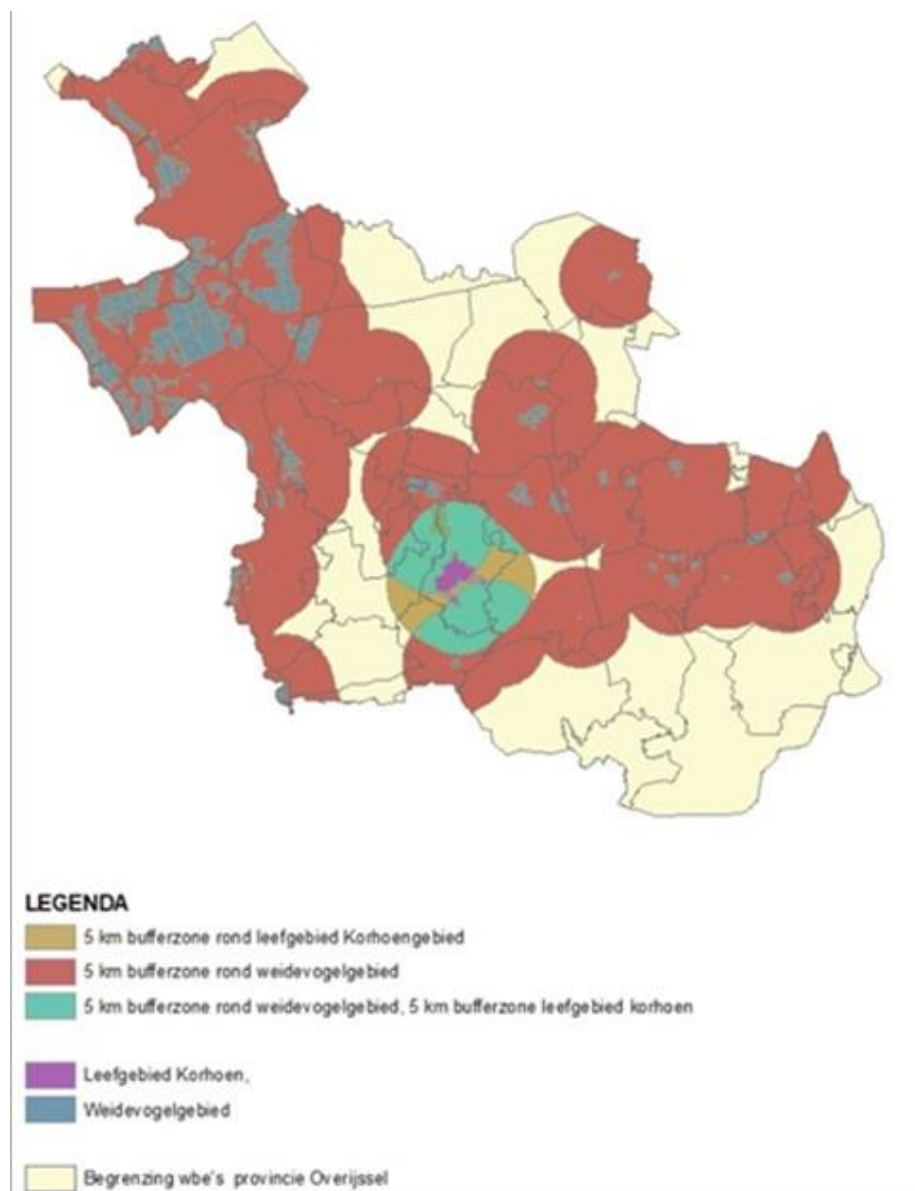 LEGENDA
5 km bufferzone rond leefgebied Korhoengebied
5 km bufferzone rond weidevogelgebied
5 km bufferzone rond weidevogelgebied, 5 km bufferzone leefgebied korhoen
Leefgebied Korhoen,
Weidevogelgebied
Begrenzing wbe's provincie Overijssel